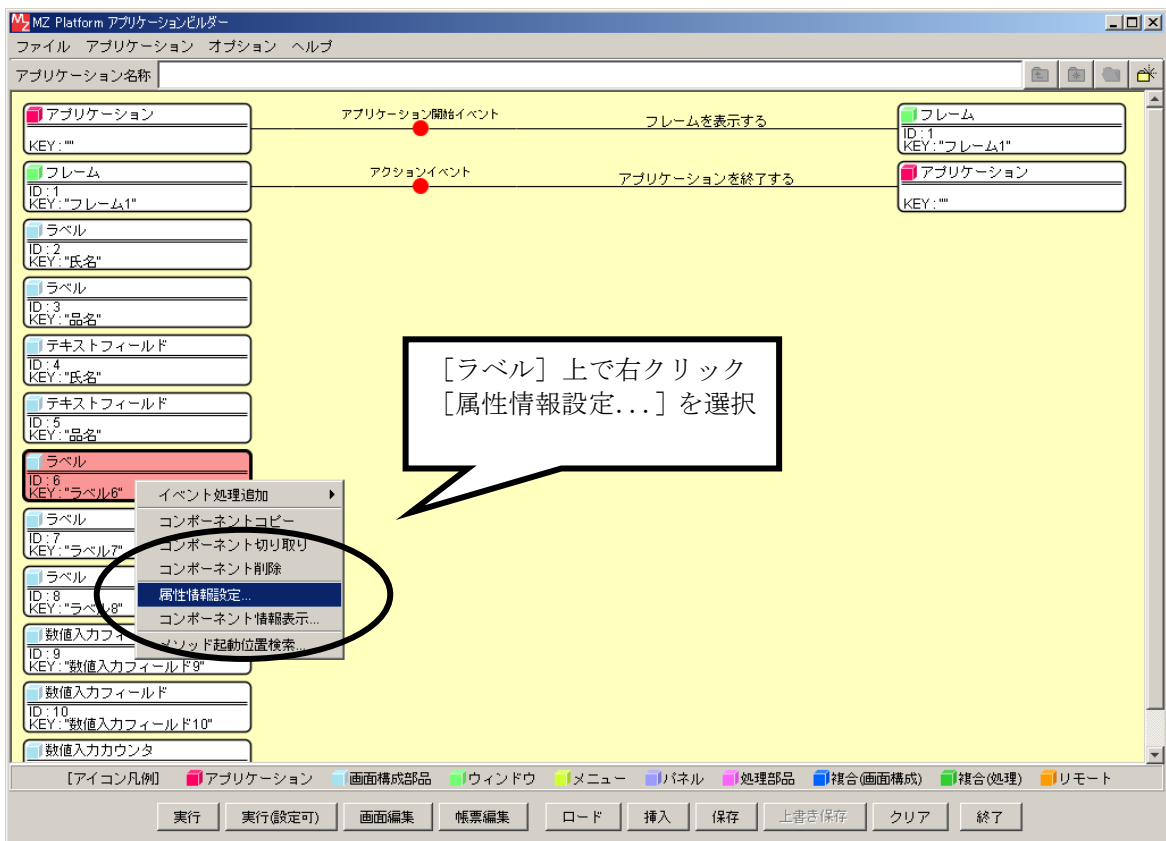 MZ Platform アプリケーションビルダー
ファイル アプリケーション オプション ヘルプ
アプリケーション名称
アプリケーション
KEY : ""
アプリケーション開始イベント
フレームを表示する
フレーム
ID : 1
KEY : "フレーム1"
フレーム
ID : 1
KEY : "フレーム1"
アクションイベント
アプリケーションを終了する
アプリケーション
KEY : ""
ラベル
ID : 2
KEY : "氏名"
ラベル
ID : 3
KEY : "品名"
テキストフィールド
ID : 4
KEY : "氏名"
テキストフィールド
ID : 5
KEY : "品名"
[ラベル] 上で右クリック
[属性情報設定...] を選択
ラベル
ID : 6
KEY : "ラベル6"
イベント処理追加
コンポーネントコピー
コンポーネント切り取り
コンポーネント削除
属性情報設定...
コンポーネント情報表示...
メソッド起動位置検索...
ラベル
ID : 7
KEY : "ラベル7"
ラベル
ID : 8
KEY : "ラベル8"
数値入力フィ
ID : 9
KEY : "数値入力フィールド9"
数値入力フィールド
ID : 10
KEY : "数値入力フィールド10"
数値入力カウンタ
[アイコン凡例] アプリケーション 画面構成部品 ウィンドウ メニュー パネル 処理部品 複合(画面構成) 複合(処理) リモート
実行 実行(設定可) 画面編集 帳票編集 ロード 挿入 保存 上書き保存 クリア 終了